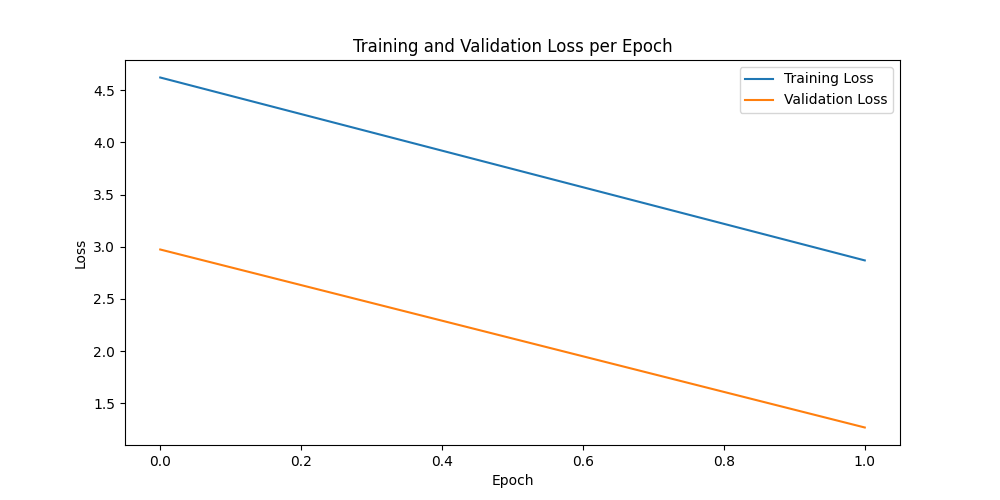 Training and Validation Loss per Epoch
Training Loss
Validation Loss
4.5
4.0
3.5
3.0
2.5
2.0
1.5
Loss
0.0 0.2 0.4 0.6 0.8 1.0
Epoch